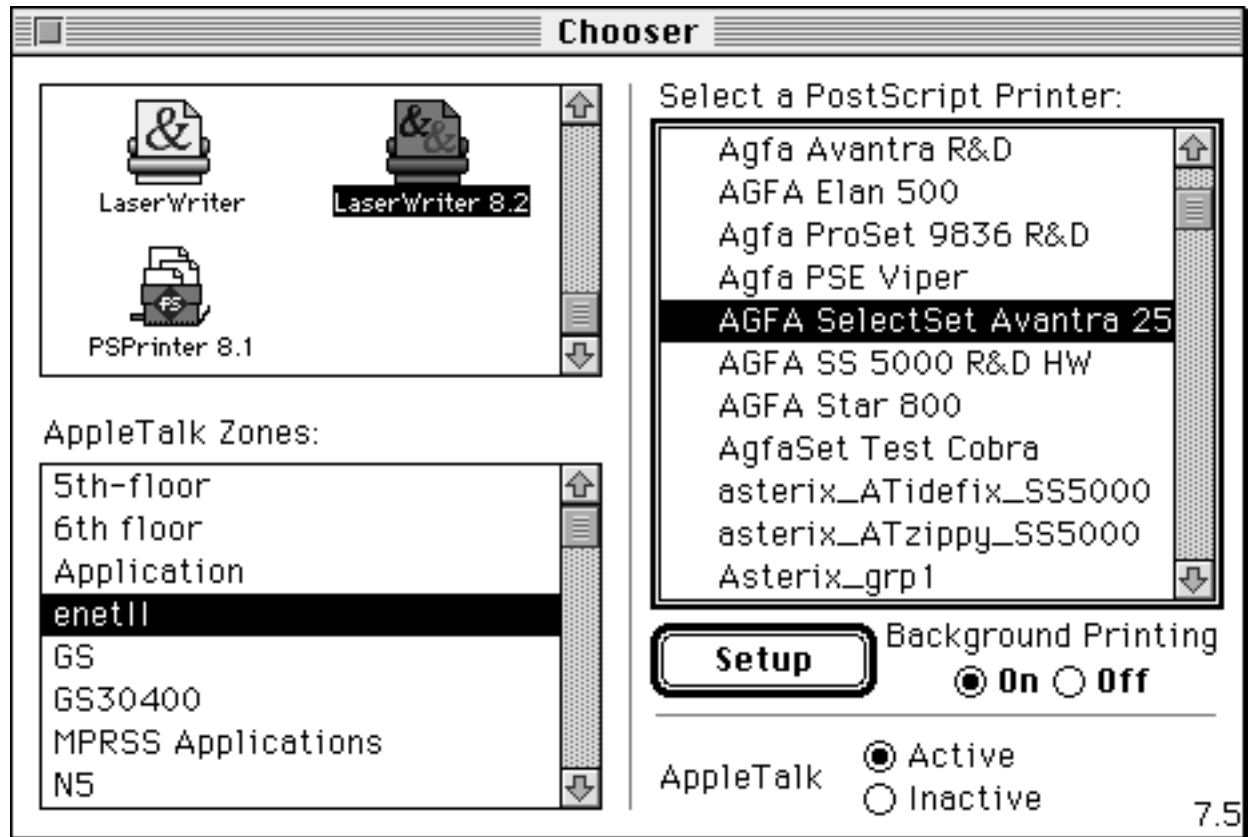 Chooser
LaserWriter
LaserWriter 8.2
PSPrinter 8.1
AppleTalk Zones:
5th-floor
6th floor
Application
enetII
GS
GS30400
MPRSS Applications
N5
Select a PostScript Printer:
Agfa Avantra R&D
AGFA Elan 500
Agfa ProSet 9836 R&D
Agfa PSE Viper
AGFA SelectSet Avantra 25
AGFA SS 5000 R&D HW
AGFA Star 800
AgfaSet Test Cobra
asterix_ATidefix_SS5000
asterix_ATzippy_SS5000
Asterix_grp1
Setup
Background Printing
On Off
AppleTalk
Active
Inactive
7.5